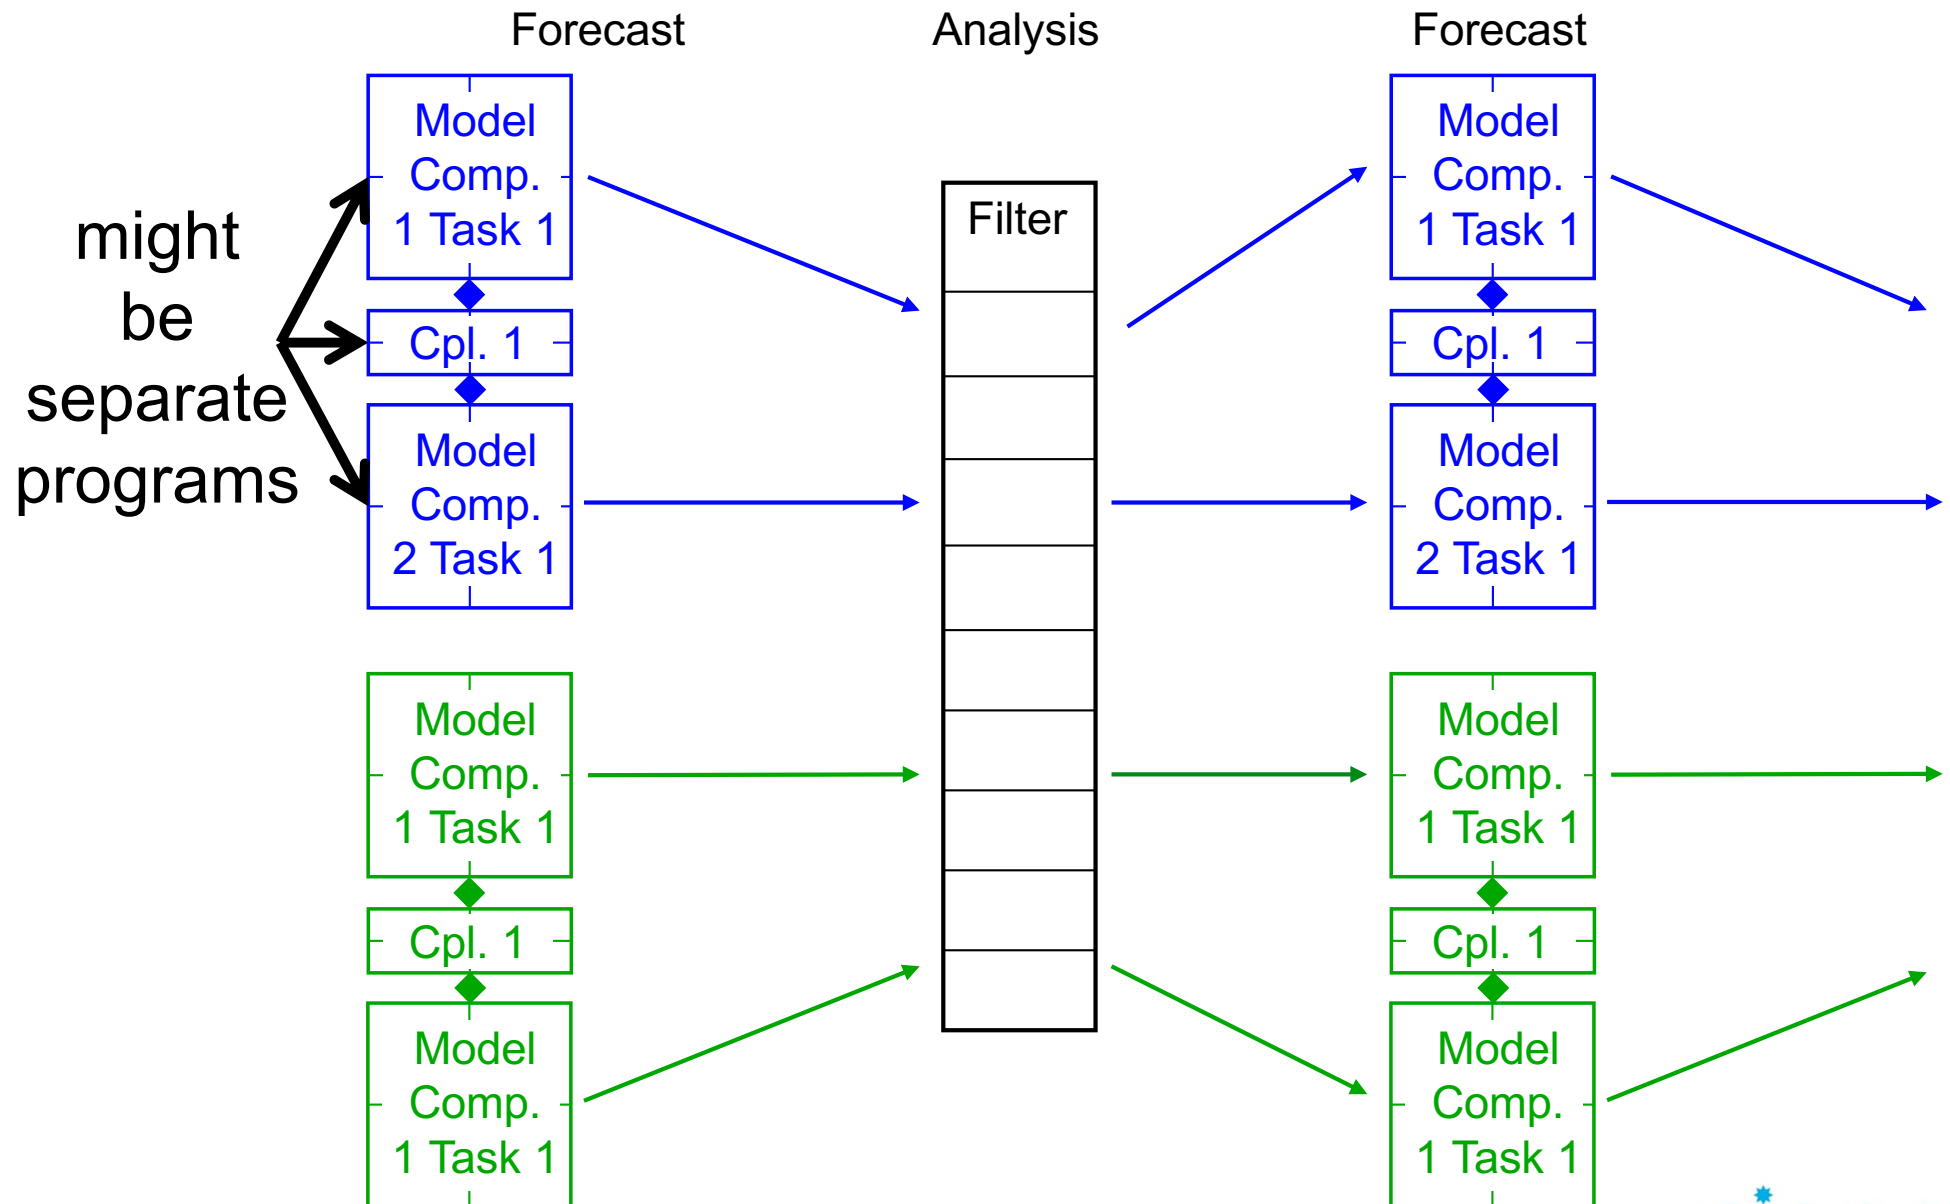 Forecast
Analysis
Forecast
might
be
separate
programs
Model
Comp.
1 Task 1
Cpl. 1
Model
Comp.
2 Task 1
Model
Comp.
1 Task 1
Cpl. 1
Model
Comp.
1 Task 1
Filter
Model
Comp.
1 Task 1
Cpl. 1
Model
Comp.
2 Task 1
Model
Comp.
1 Task 1
Cpl. 1
Model
Comp.
1 Task 1